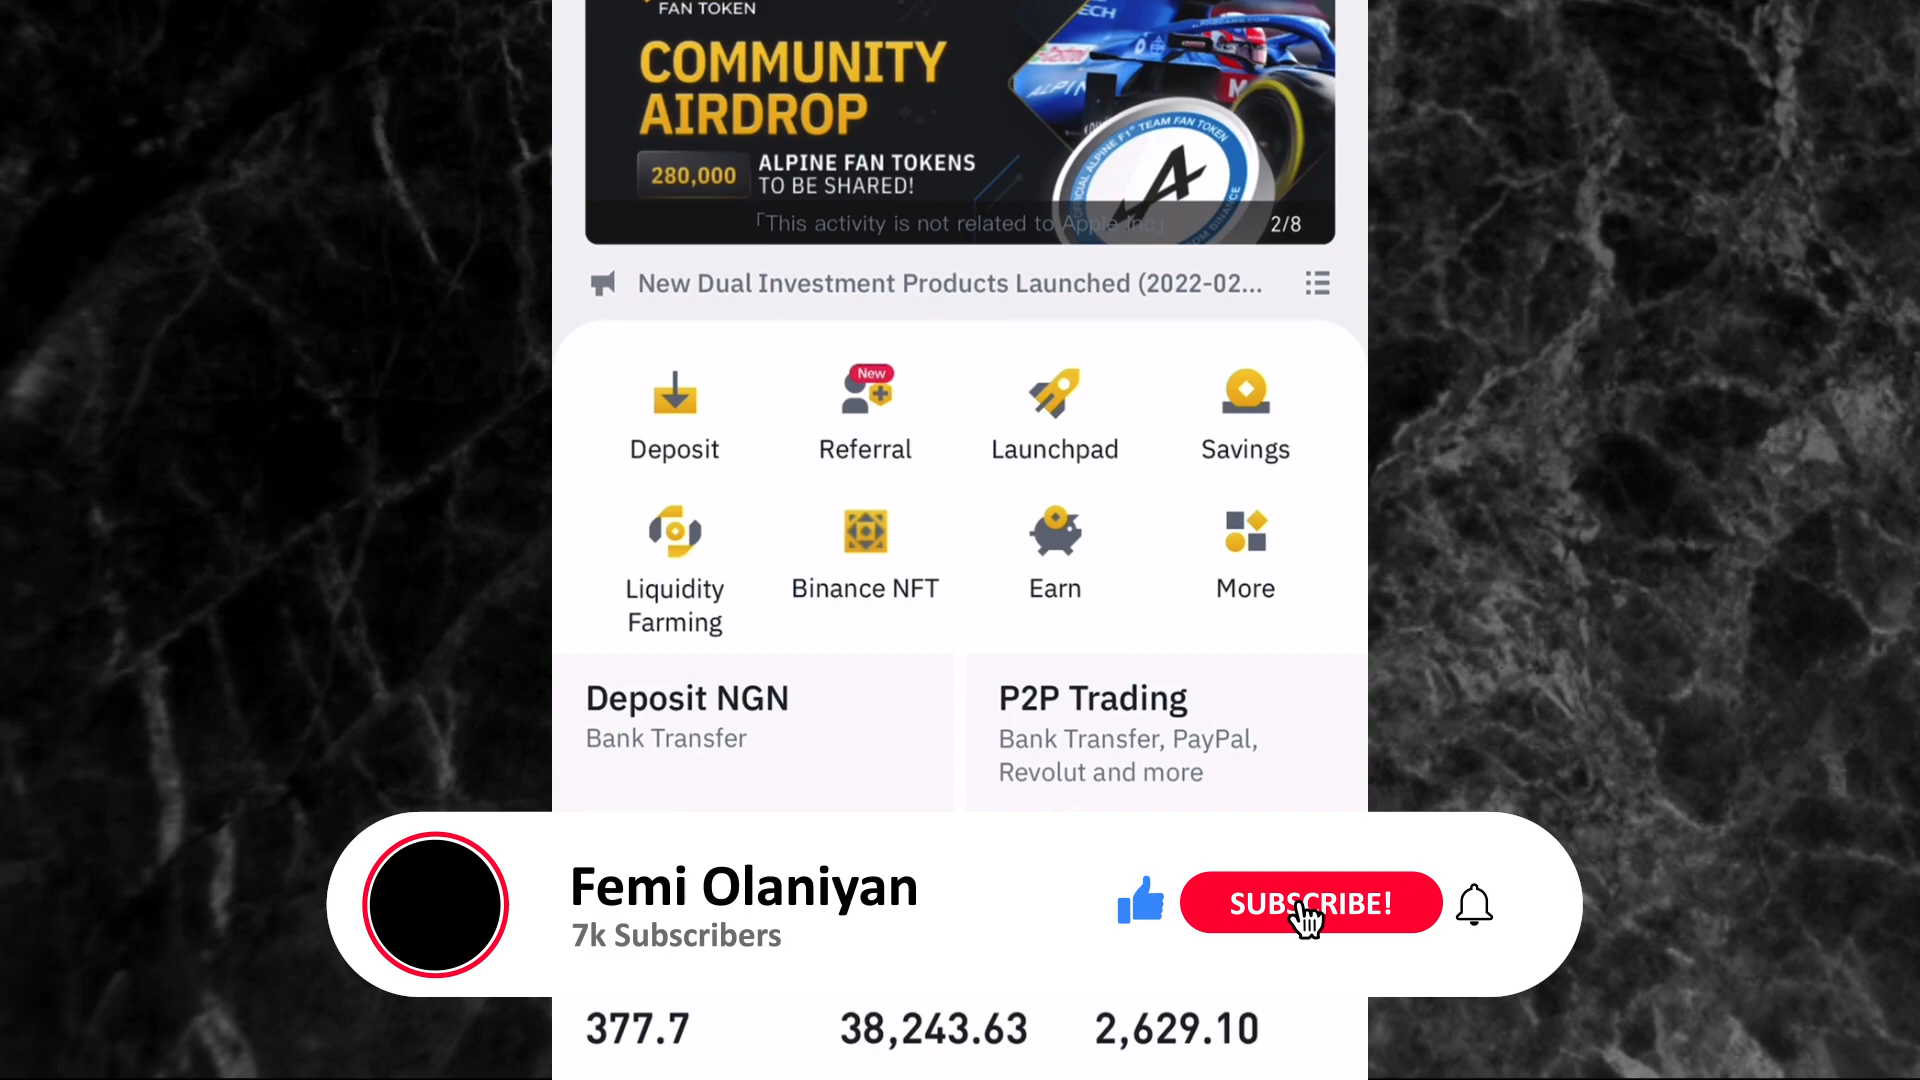 FAN TOKEN
COMMUNITY
AIRDROP
280,000
ALPINE FAN TOKENS
TO BE SHARED!
「This activity is not related to Apple Inc」
2/8
New Dual Investment Products Launched (2022-02...
Deposit
New
Referral
Launchpad
Savings
Liquidity
Farming
Binance NFT
Earn
More
Deposit NGN
Bank Transfer
P2P Trading
Bank Transfer, PayPal,
Revolut and more
Femi Olaniyan
7k Subscribers
SUBSCRIBE!
377.7
38,243.63
2,629.10